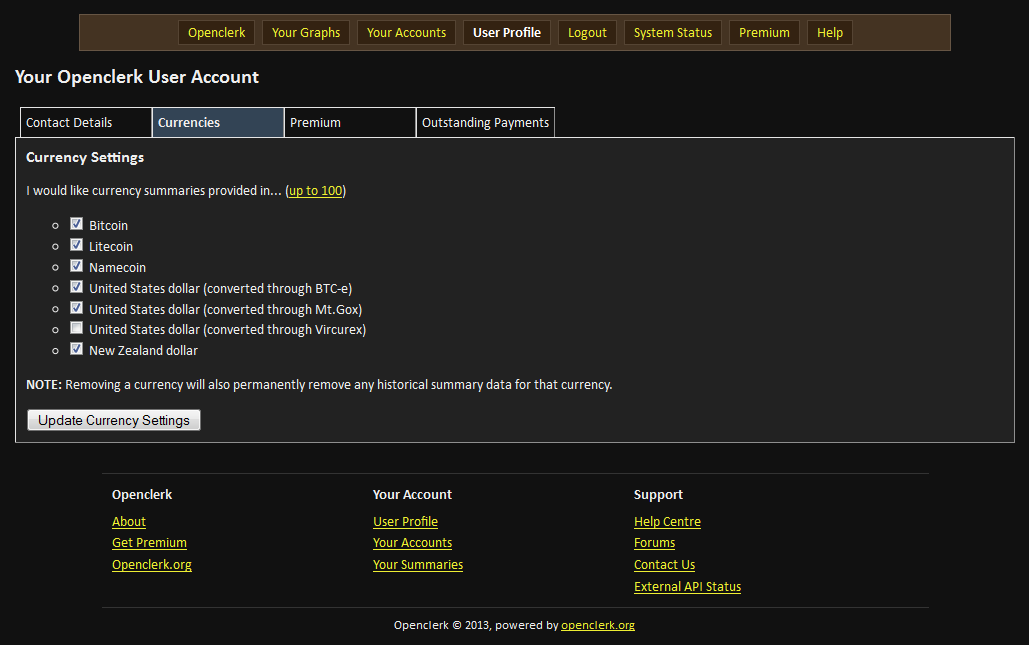 Openclerk Your Graphs Your Accounts User Profile Logout System Status Premium Help
Your Openclerk User Account
Contact Details Currencies Premium Outstanding Payments
Currency Settings
I would like currency summaries provided in... (up to 100)
Bitcoin
Litecoin
Namecoin
United States dollar (converted through BTC-e)
United States dollar (converted through Mt.Gox)
United States dollar (converted through Vircurex)
New Zealand dollar
NOTE: Removing a currency will also permanently remove any historical summary data for that currency.
Update Currency Settings
Openclerk Your Account Support
About User Profile Help Centre
Get Premium Your Accounts Forums
Openclerk.org Your Summaries Contact Us
External API Status
Openclerk © 2013, powered by openclerk.org